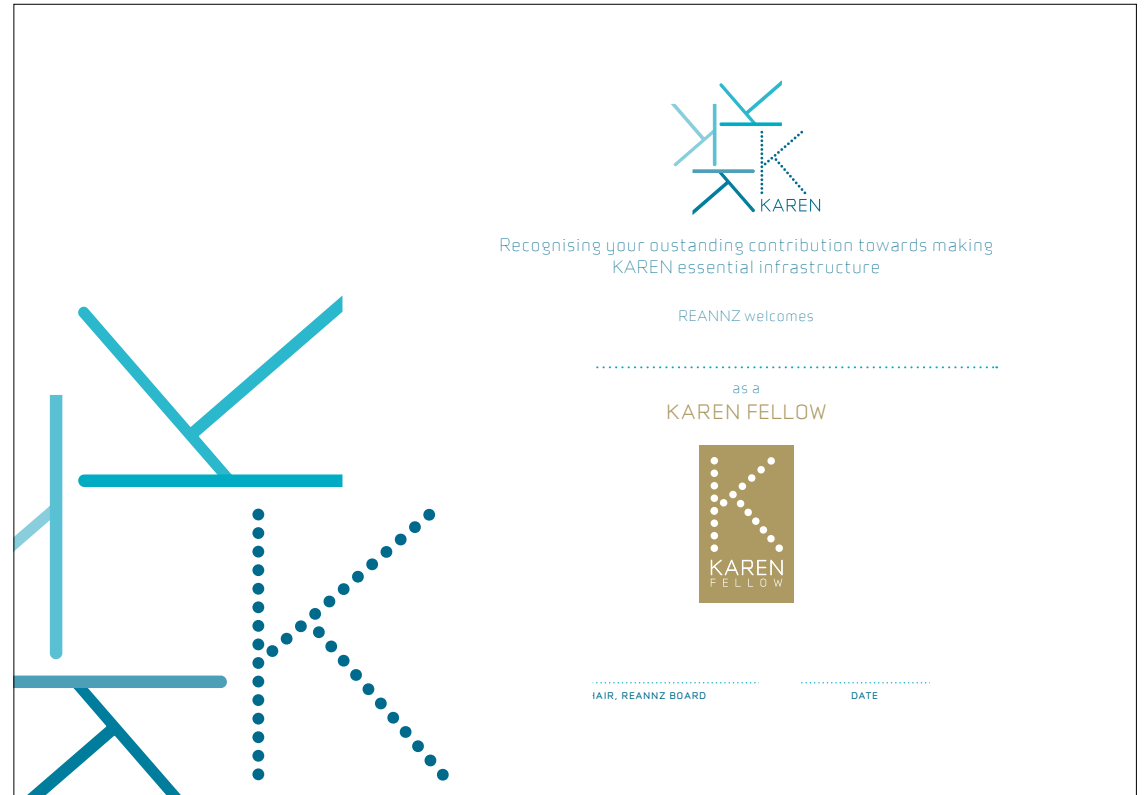 KAREN
Recognising your oustanding contribution towards making
KAREN essential infrastructure
REANNZ welcomes
as a
KAREN FELLOW
KAREN
FELLOW
HAIR, REANNZ BOARD
DATE